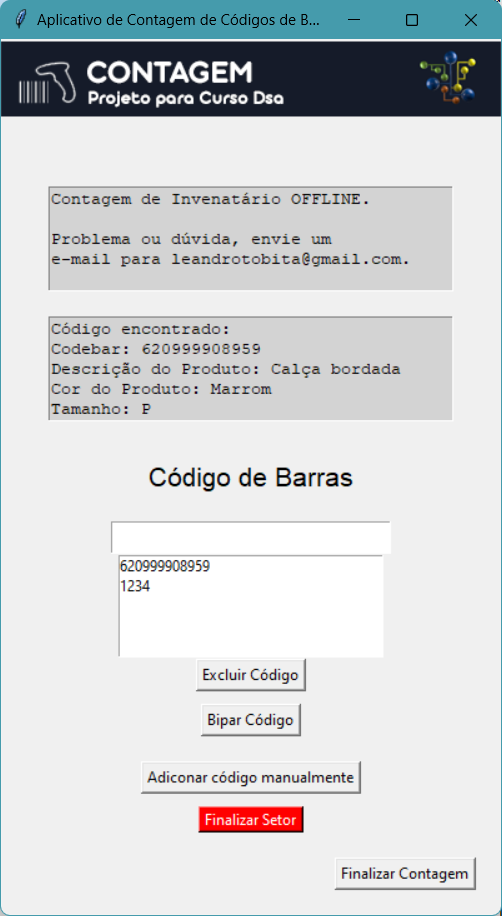 Aplicativo de Contagem de Códigos de B...
CONTAGEM
Projeto para Curso Dsa
Contagem de Invenatário OFFLINE.
Problema ou dúvida, envie um
e-mail para leandrotobita@gmail.com.
Código encontrado:
Codebar: 620999908959
Descrição do Produto: Calça bordada
Cor do Produto: Marrom
Tamanho: P
Código de Barras
620999908959
1234
Excluir Código
Bipar Código
Adiconar código manualmente
Finalizar Setor
Finalizar Contagem